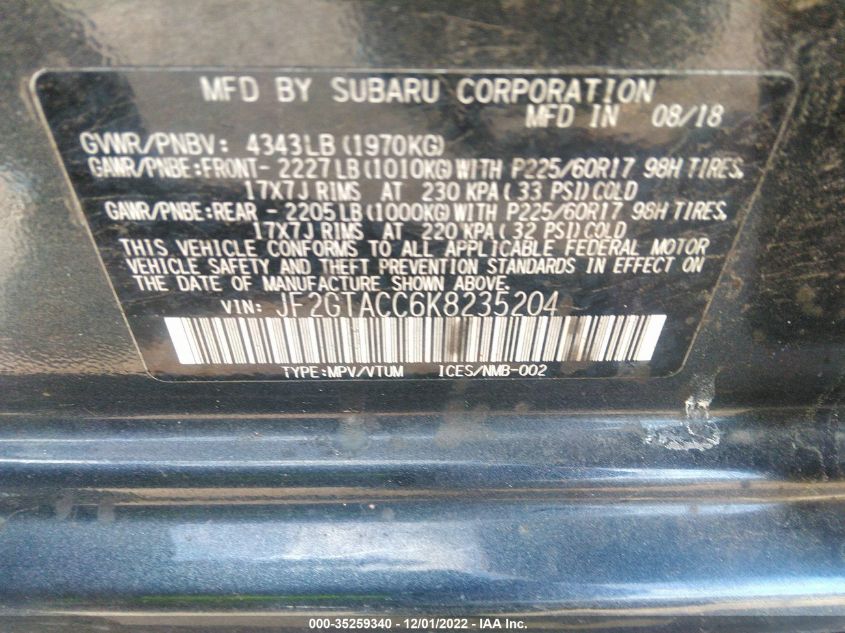 MFD BY SUBARU CORPORATION
MFD IN 08/18
GVWR/PNBV: 4343LB (1970KG)
GAWR/PNBE:FRONT- 2227LB (1010KG) WITH P225/60R17 98H TIRES,
17X7J RIMS AT 230 KPA ( 33 PSI) COLD
GAWR/PNBE:REAR - 2205LB (1000KG) WITH P225/60R17 98H TIRES,
17X7J RIMS AT 220 KPA ( 32 PSI) COLD
THIS VEHICLE CONFORMS TO ALL APPLICABLE FEDERAL MOTOR
VEHICLE SAFETY AND THEFT PREVENTION STANDARDS IN EFFECT ON
THE DATE OF MANUFACTURE SHOWN ABOVE.
VIN: JF2GTACC6K8235204
TYPE:MPV/VTUM ICES/NMB-002
000-35259340 - 12/01/2022 - IAA Inc.